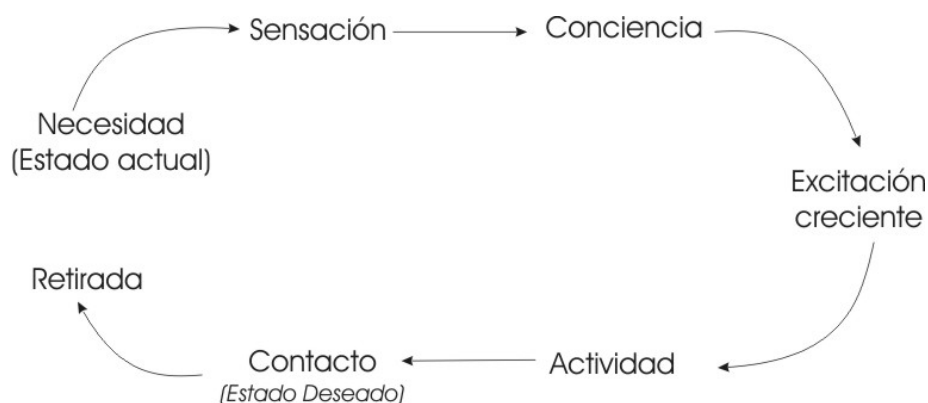 Sensación
Conciencia
Necesidad
(Estado actual)
Excitación
creciente
Retirada
Contacto
(Estado Deseado)
Actividad